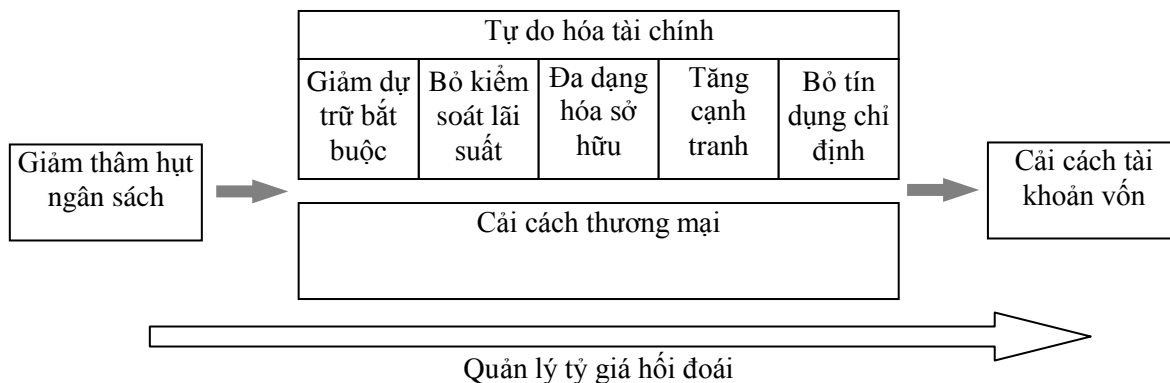 Tự do hóa tài chính
Giảm dự
trữ bắt
buộc
Bỏ kiểm
soát lãi
suất
Đa dạng
hóa sở
hữu
Tăng
cạnh
tranh
Bỏ tín
dụng chỉ
định
Giảm thâm hụt
ngân sách
Cải cách thương mại
Cải cách tài
khoản vốn
Quản lý tỷ giá hối đoái